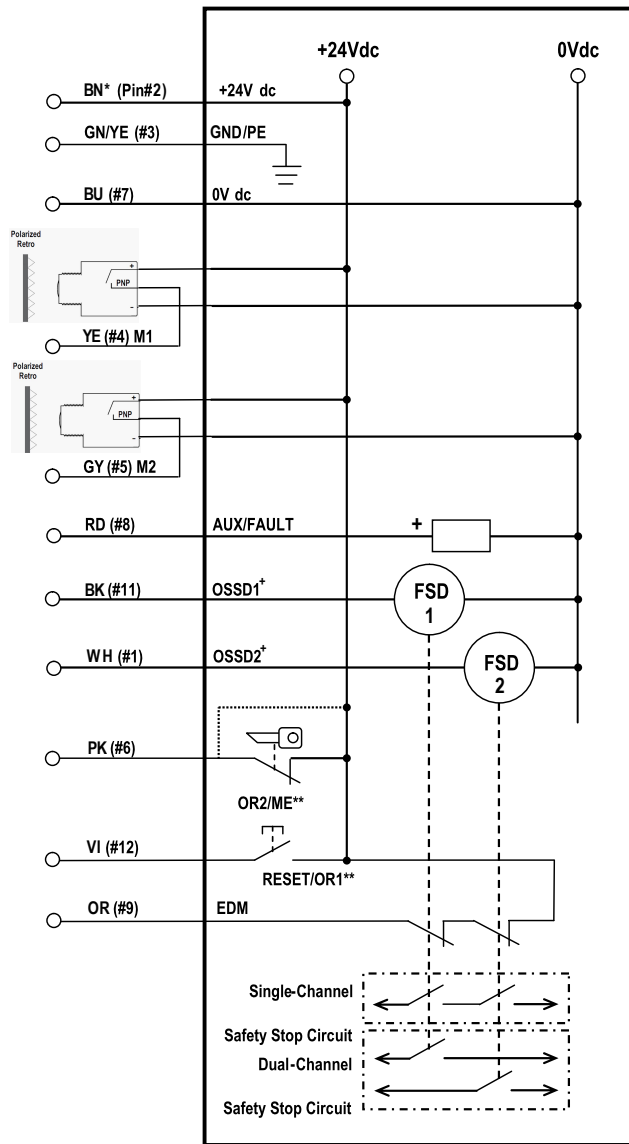 +24Vdc
0Vdc
BN* (Pin#2)
+24V dc
GN/YE (#3)
GND/PE
BU (#7)
0V dc
Polarized
Retro
+
PNP
-
YE (#4) M1
Polarized
Retro
+
PNP
-
GY (#5) M2
RD (#8)
AUX/FAULT
+
BK (#11)
OSSD1+
FSD
1
WH (#1)
OSSD2+
FSD
2
PK (#6)
OR2/ME**
VI (#12)
RESET/OR1**
OR (#9)
EDM
Single-Channel
Safety Stop Circuit
Dual-Channel
Safety Stop Circuit